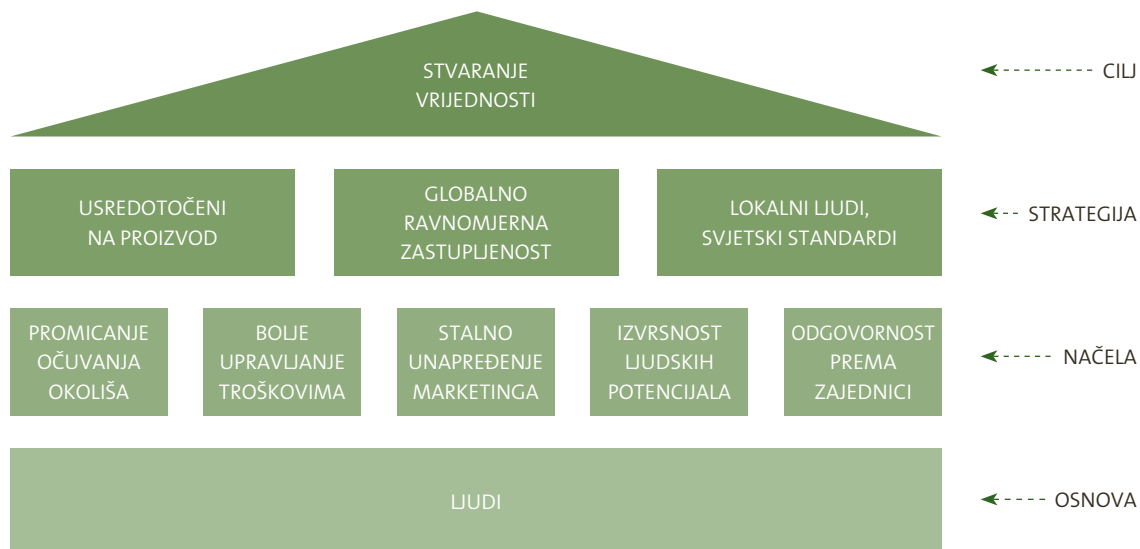 STVARANJE
VRIJEDNOSTI
CILJ
USREDOTOČENI
NA PROIZVOD
GLOBALNO
RAVNOMJERNA
ZASTUPLJENOST
LOKALNI LJUDI,
SVJETSKI STANDARDI
STRATEGIJA
PROMICANJE
OČUVANJA
OKOLIŠA
BOLJE
UPRAVLJANJE
TROŠKOVIMA
STALNO
UNAPREĐENJE
MARKETINGA
IZVRSNOST
LJUDSKIH
POTENCIJALA
ODGOVORNOST
PREMA
ZAJEDNICI
NAČELA
LJUDI
OSNOVA